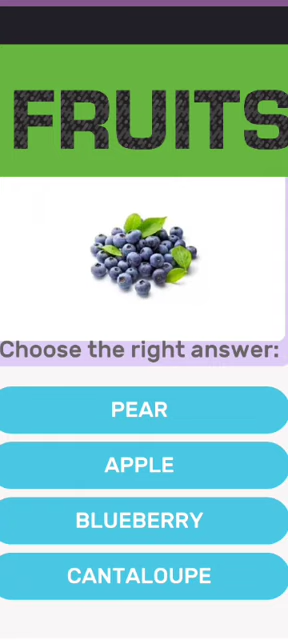 FRUITS
Choose the right answer:
PEAR
APPLE
BLUEBERRY
CANTALOUPE